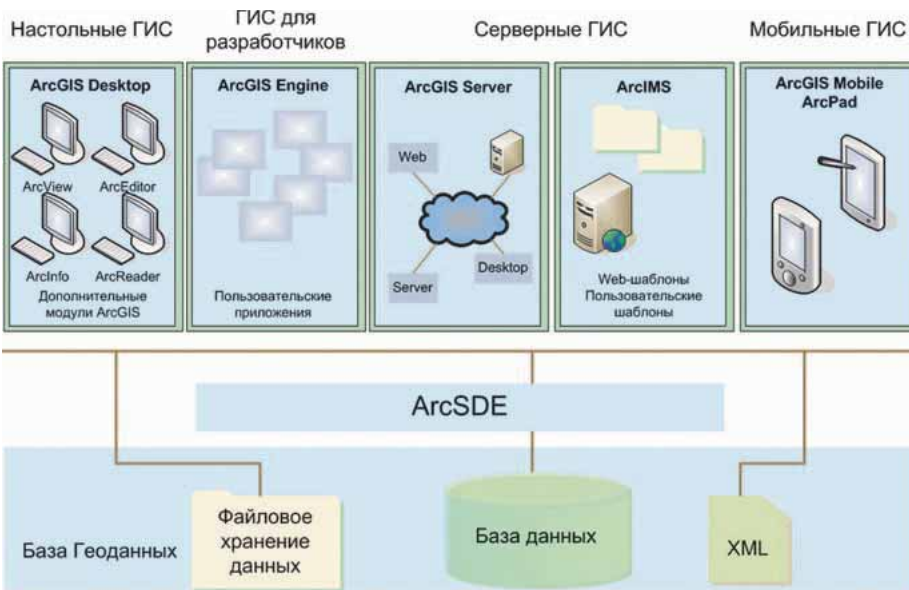 Настольные ГИС
ГИС для
разработчиков
Серверные ГИС
Мобильные ГИС
ArcGIS Desktop
ArcView
ArcEditor
ArcInfo
ArcReader
Дополнительные
модули ArcGIS
ArcGIS Engine
Пользовательские
приложения
ArcGIS Server
Web
Server
Desktop
ArcIMS
Web-шаблоны
Пользовательские
шаблоны
ArcGIS Mobile
ArcPad
ArcSDE
База Геоданных
Файловое
хранение
данных
База данных
XML